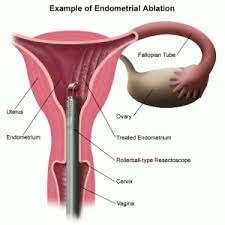 Example of Endometrial Ablation
Fallopian Tube
Uterus
Ovary
Endometrium
Treated Endometrium
Rollerball-type Resectoscope
Cervix
Vagina